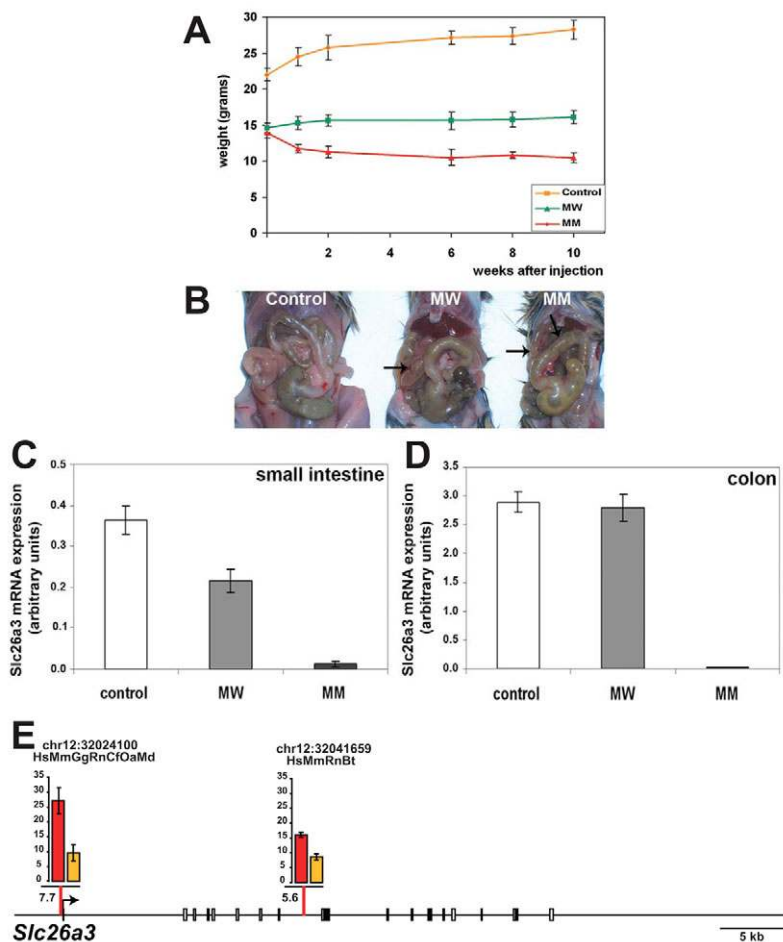 A
30
25
20
15
10
5
0
weight (grams)
2 4 6 8 10
weeks after injection
Control
MW
MM
B
Control MW MM
C
small intestine
Slc26a3 mRNA expression
(arbitrary units)
0.5
0.4
0.3
0.2
0.1
0.0
control MW MM
D
colon
Slc26a3 mRNA expression
(arbitrary units)
3.5
3.0
2.5
2.0
1.5
1.0
0.5
0.0
control MW MM
E
chr12:32024100
HsMmGgRnCfOaMd
35
30
25
20
15
10
5
0
7.7
chr12:32041659
HsMmRnBt
35
30
25
20
15
10
5
0
5.6
Slc26a3
5 kb